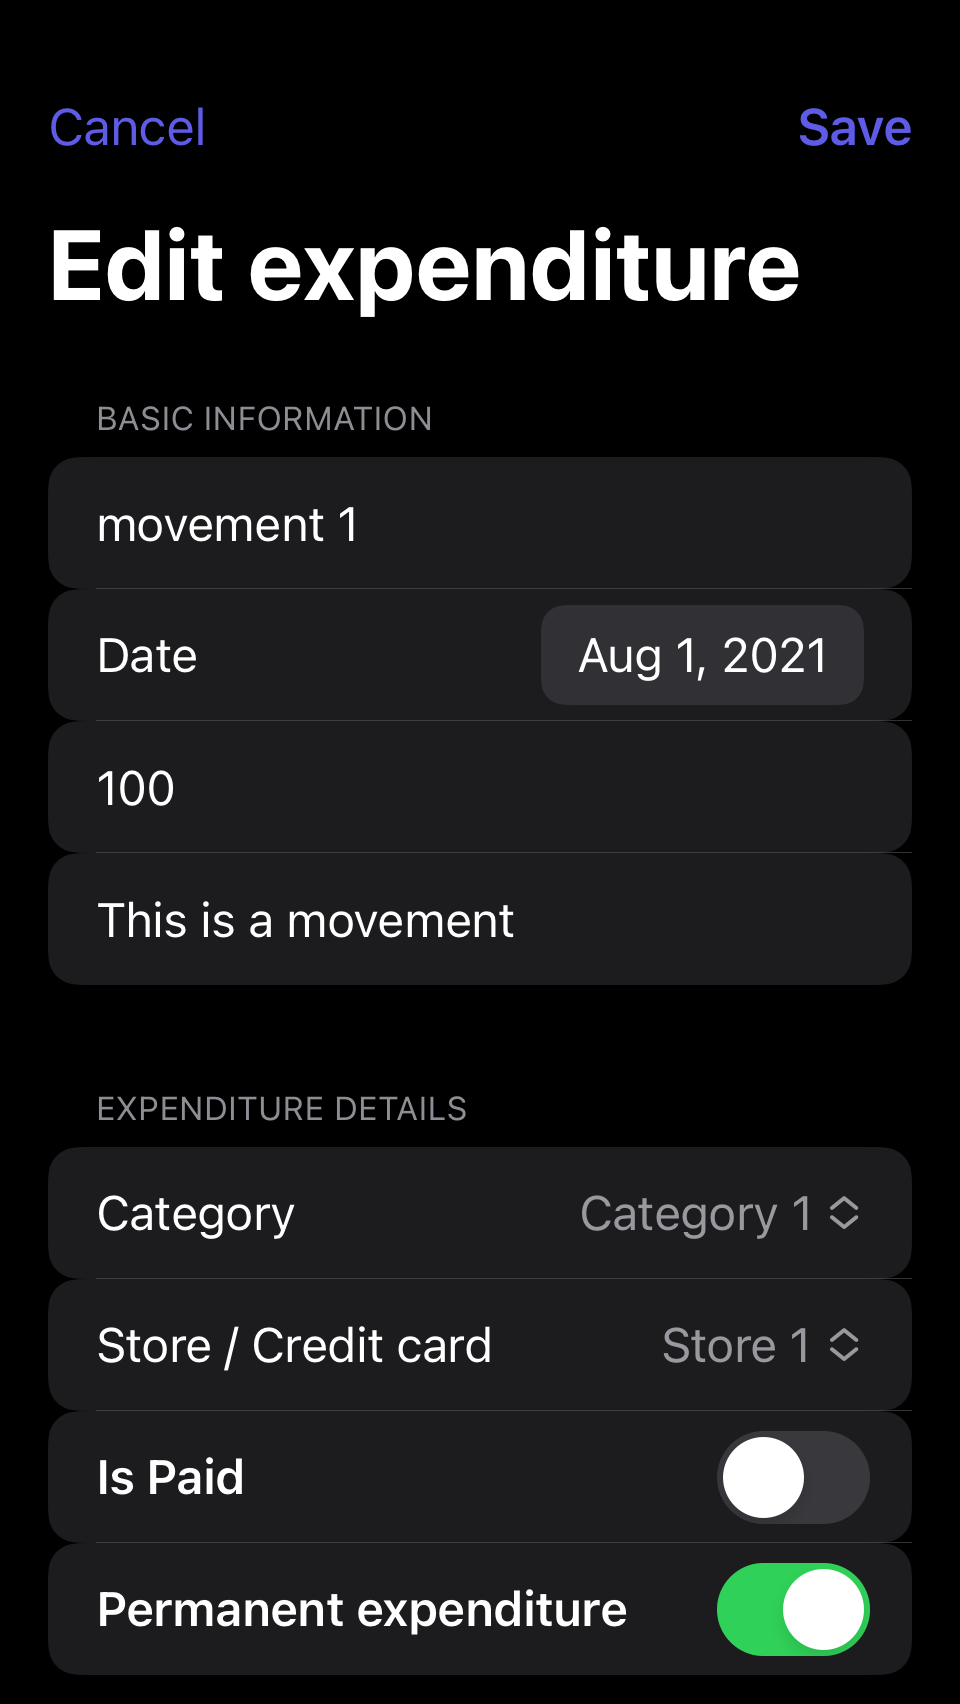 Cancel Save
Edit expenditure
BASIC INFORMATION
movement 1
Date Aug 1, 2021
100
This is a movement
EXPENDITURE DETAILS
Category Category 1
Store / Credit card Store 1
Is Paid
Permanent expenditure